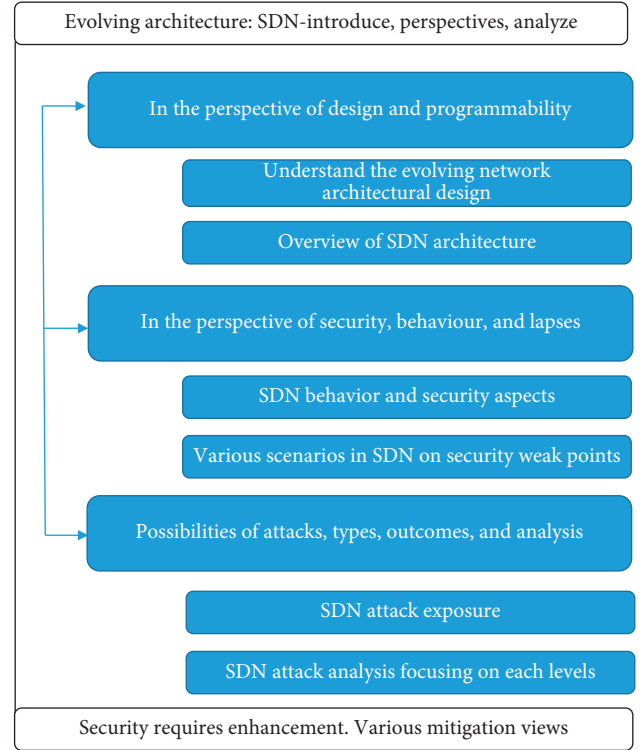 Evolving architecture: SDN-introduce, perspectives, analyze
In the perspective of design and programmability
Understand the evolving network
architectural design
Overview of SDN architecture
In the perspective of security, behaviour, and lapses
SDN behavior and security aspects
Various scenarios in SDN on security weak points
Possibilities of attacks, types, outcomes, and analysis
SDN attack exposure
SDN attack analysis focusing on each levels
Security requires enhancement. Various mitigation views